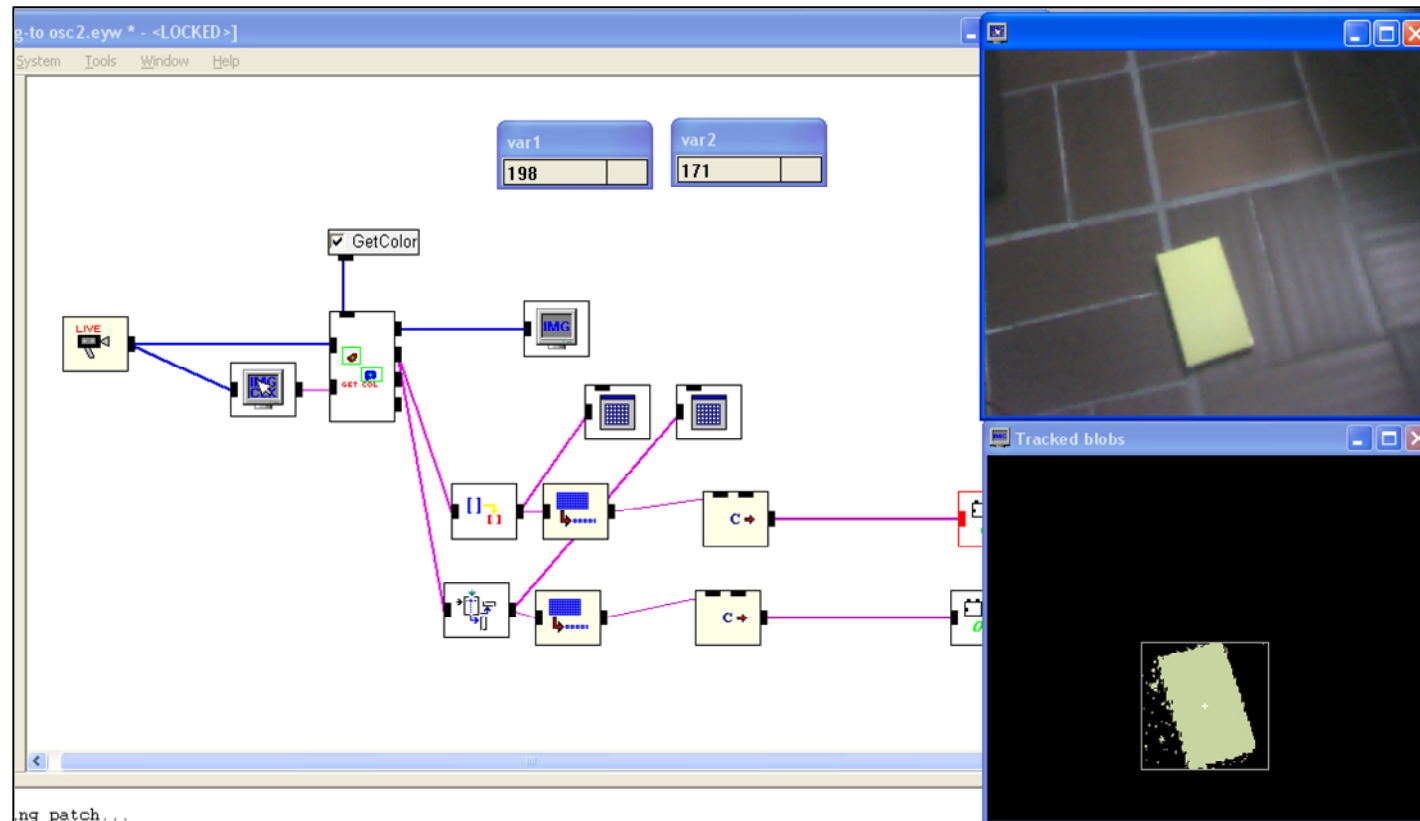 g-to osc2.eyw * - <LOCKED>]
System Tools Window Help
var1
198
var2
171
GetColor
LIVE
IMG
GET COL
IMG
[ ]
[ ]
C
C
Tracked blobs
ng patch...